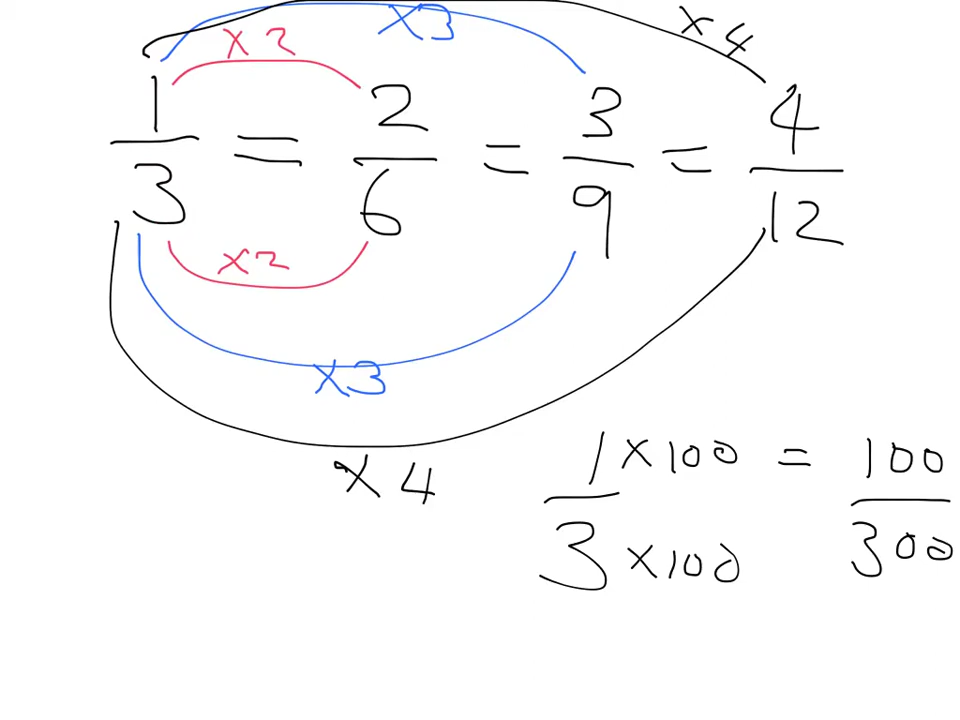 ×2 ×3 ×4
1/3 = 2/6 = 3/9 = 4/12
×2
×3
×4
1×100/3×100 = 100/300